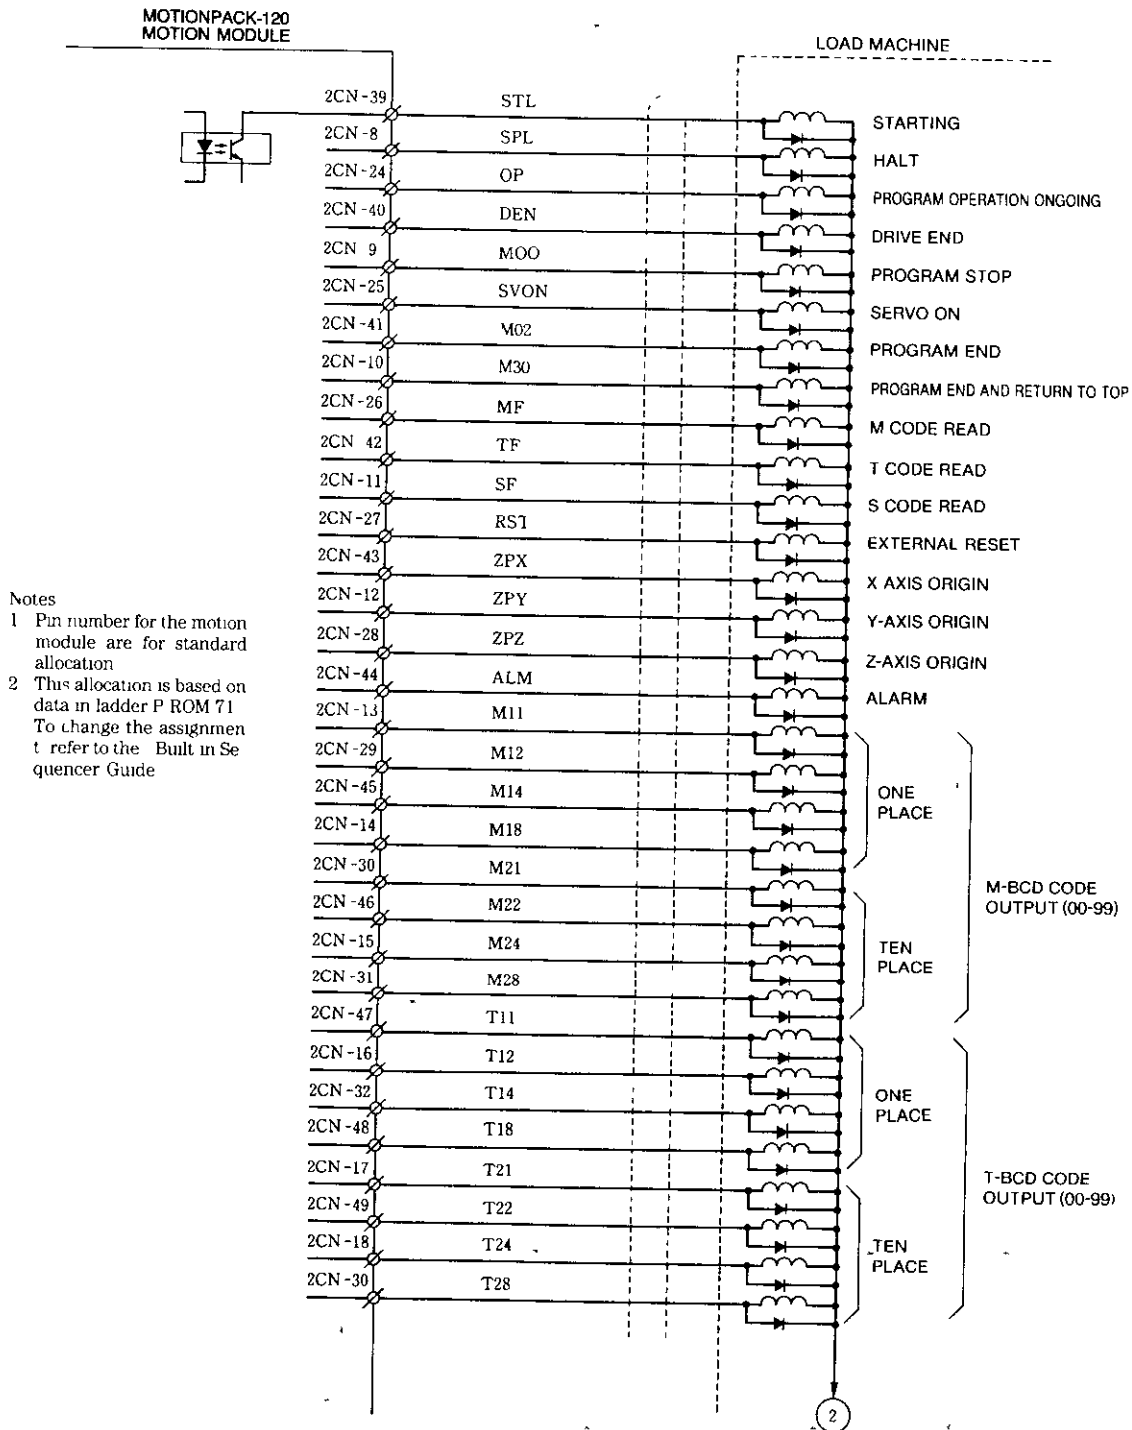 MOTIONPACK-120
MOTION MODULE
LOAD MACHINE
2CN-39 STL STARTING
2CN-8 SPL HALT
2CN-24 OP PROGRAM OPERATION ONGOING
2CN-40 DEN DRIVE END
2CN 9 MOO PROGRAM STOP
2CN-25 SVON SERVO ON
2CN-41 M02 PROGRAM END
2CN-10 M30 PROGRAM END AND RETURN TO TOP
2CN-26 MF M CODE READ
2CN 42 TF T CODE READ
2CN-11 SF S CODE READ
2CN-27 RST EXTERNAL RESET
2CN-43 ZPX X AXIS ORIGIN
2CN-12 ZPY Y-AXIS ORIGIN
2CN-28 ZPZ Z-AXIS ORIGIN
2CN-44 ALM ALARM
2CN-13 M11
2CN-29 M12
2CN-45 M14
2CN-14 M18
ONE
PLACE
2CN-30 M21
2CN-46 M22
2CN-15 M24
2CN-31 M28
TEN
PLACE
M-BCD CODE
OUTPUT (00-99)
2CN-47 T11
2CN-16 T12
2CN-32 T14
2CN-48 T18
ONE
PLACE
2CN-17 T21
2CN-49 T22
2CN-18 T24
2CN-30 T28
TEN
PLACE
T-BCD CODE
OUTPUT (00-99)
2
Notes
1 Pin number for the motion
module are for standard
allocation
2 This allocation is based on
data in ladder P ROM 71
To change the assignmen
t refer to the Built in Se
quencer Guide